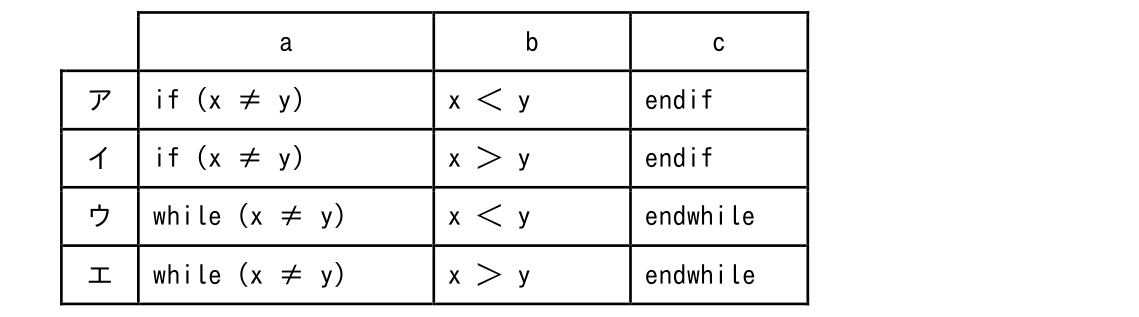 a b c
ア if (x ≠ y) x < y endif
イ if (x ≠ y) x > y endif
ウ while (x ≠ y) x < y endwhile
エ while (x ≠ y) x > y endwhile